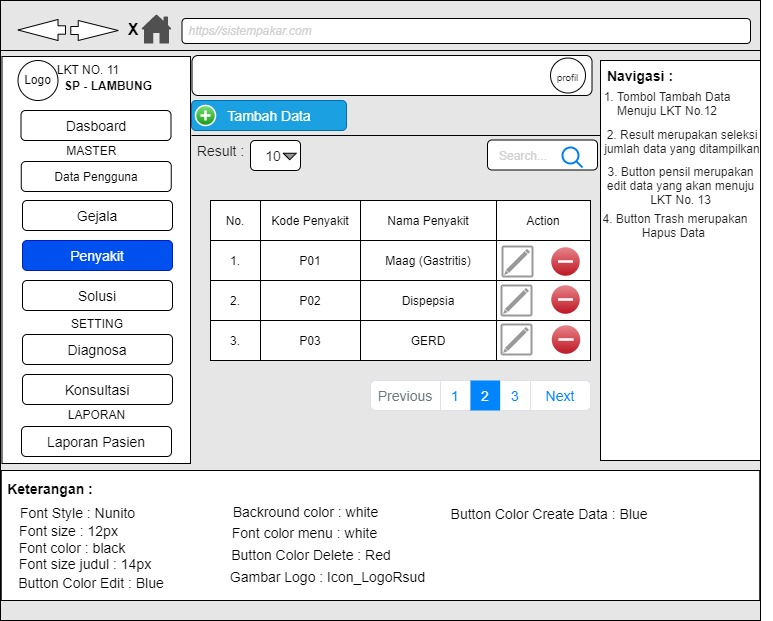 X
https//sistempakar.com
Logo
LKT NO. 11
SP - LAMBUNG
Dasboard
MASTER
Data Pengguna
Gejala
Penyakit
Solusi
SETTING
Diagnosa
Konsultasi
LAPORAN
Laporan Pasien
profil
Tambah Data
Result :
10
Search...
No. Kode Penyakit Nama Penyakit Action
1. P01 Maag (Gastritis)
2. P02 Dispepsia
3. P03 GERD
Previous 1 2 3 Next
Navigasi :
1. Tombol Tambah Data
Menuju LKT No.12
2. Result merupakan seleksi
jumlah data yang ditampilkan
3. Button pensil merupakan
edit data yang akan menuju
LKT No. 13
4. Button Trash merupakan
Hapus Data
Keterangan :
Font Style : Nunito
Font size : 12px
Font color : black
Font size judul : 14px
Button Color Edit : Blue
Backround color : white
Font color menu : white
Button Color Delete : Red
Gambar Logo : Icon_LogoRsud
Button Color Create Data : Blue